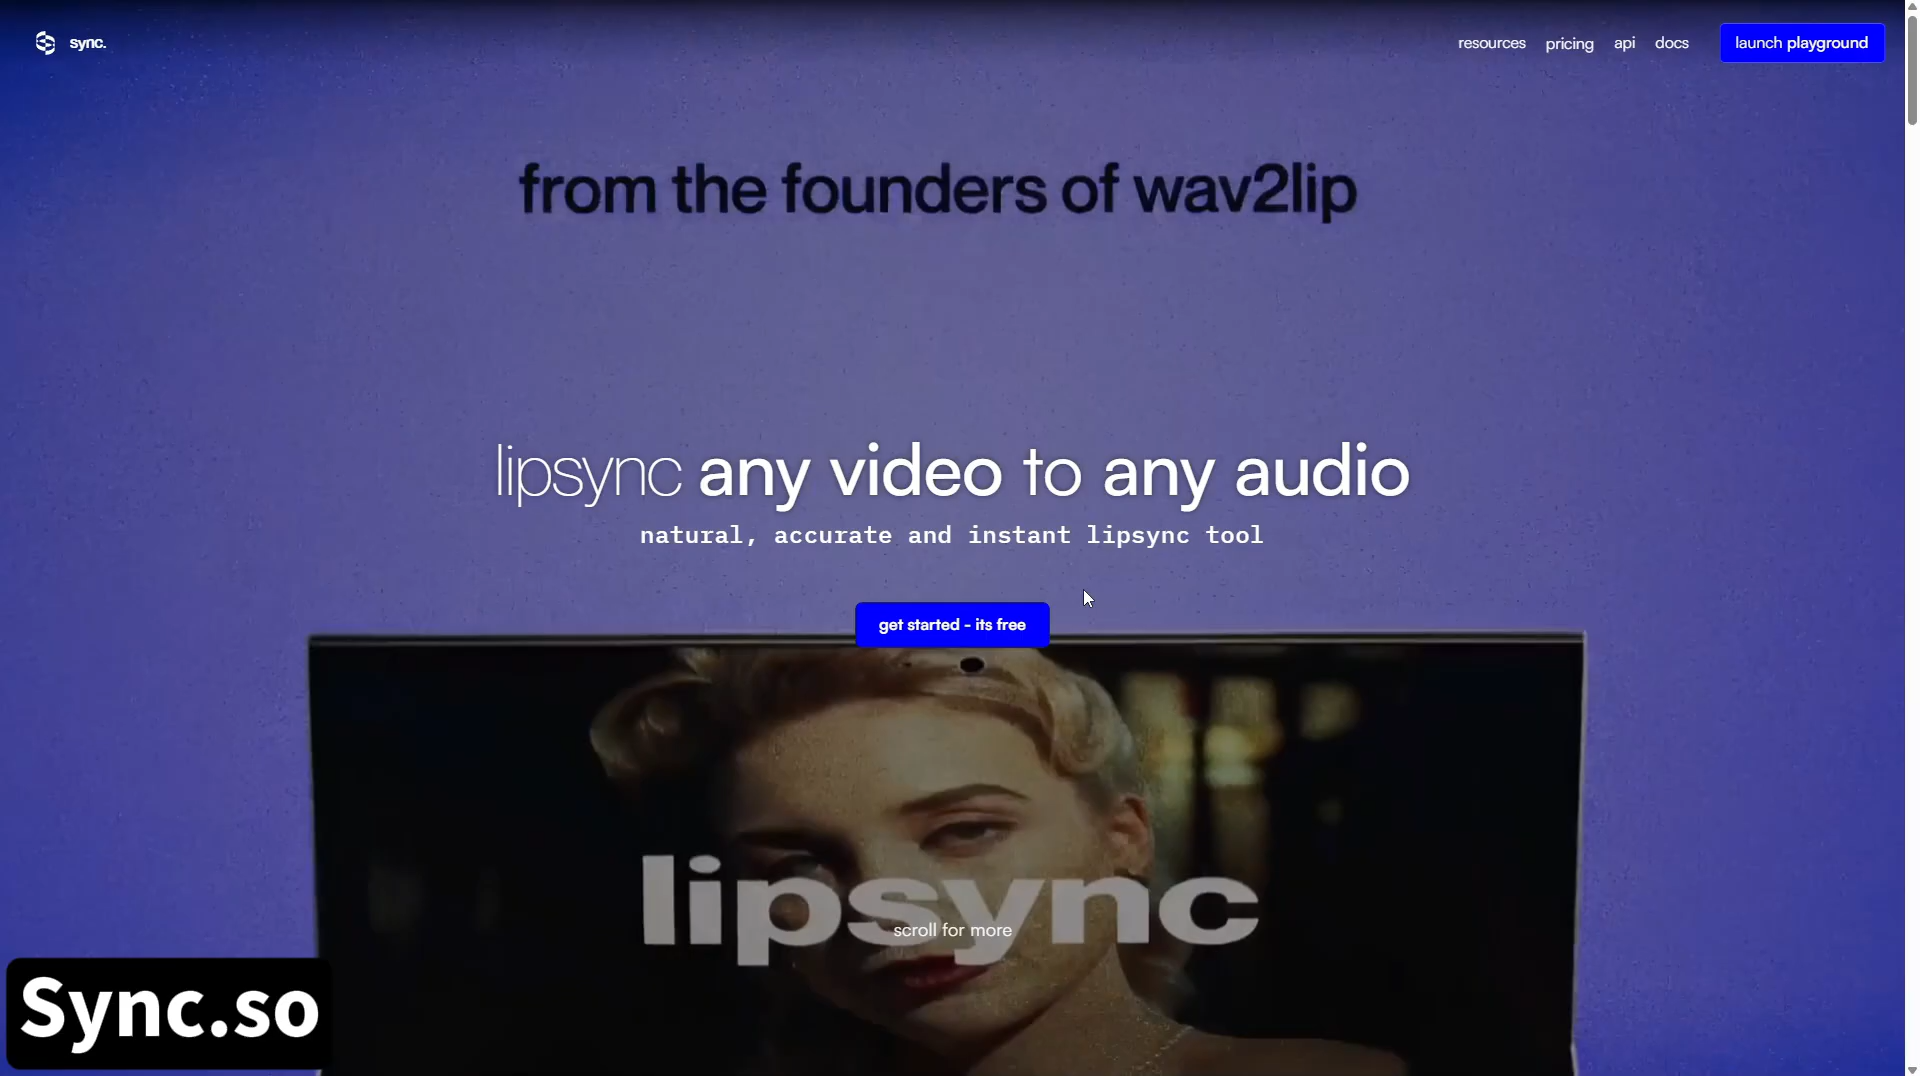 sync.
resources pricing api docs launch playground
from the founders of wav2lip
lipsync any video to any audio
natural, accurate and instant lipsync tool
get started - its free
lipsync
scroll for more
Sync.so